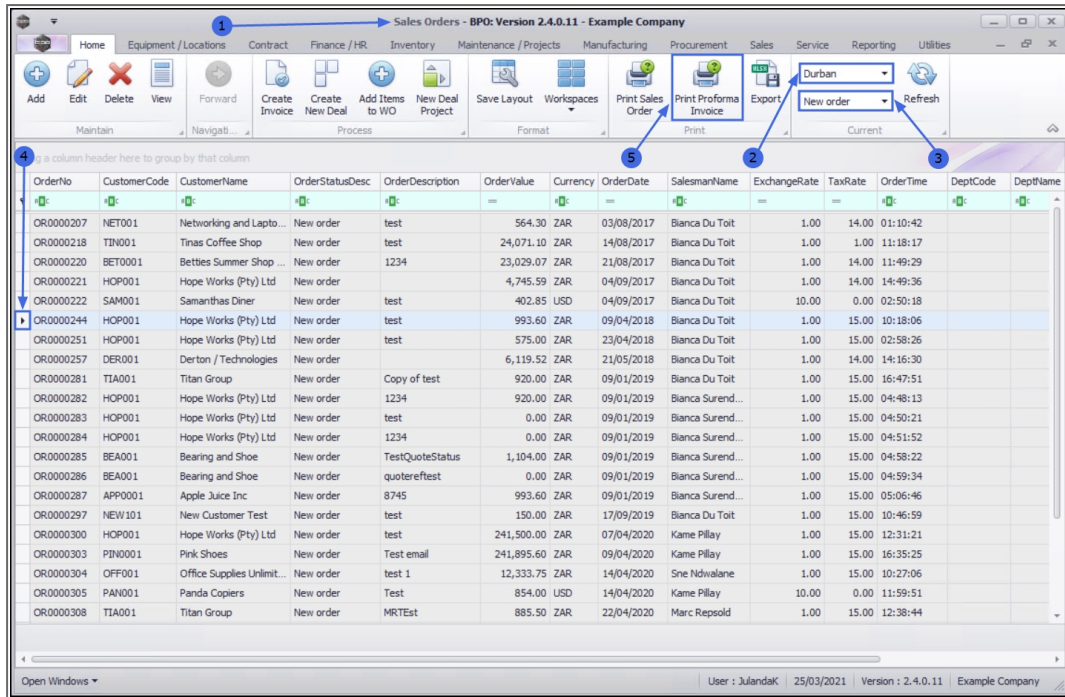 1
Sales Orders - BPO: Version 2.4.0.11 - Example Company
Home Equipment / Locations Contract Finance / HR Inventory Maintenance / Projects Manufacturing Procurement Sales Service Reporting Utilities
Add Edit Delete View Forward Create Invoice Create New Deal Add Items to WO New Deal Project Save Layout Workspaces Print Sales Order Print Proforma Invoice Export Durban New order Refresh
Maintain Navigati... Process Format Print Current
5 2 3
4 g a column header here to group by that column
OrderNo CustomerCode CustomerName OrderStatusDesc OrderDescription OrderValue Currency OrderDate SalesmanName ExchangeRate TaxRate OrderTime DeptCode DeptName
OR0000207 NET001 Networking and Lapto... New order test 564.30 ZAR 03/08/2017 Bianca Du Toit 1.00 14.00 01:10:42
OR0000218 TIN001 Tinas Coffee Shop New order test 24,071.10 ZAR 14/08/2017 Bianca Du Toit 1.00 1.00 11:18:17
OR0000220 BET0001 Betties Summer Shop ... New order 1234 23,029.07 ZAR 21/08/2017 Bianca Du Toit 1.00 14.00 11:49:29
OR0000221 HOP001 Hope Works (Pty) Ltd New order 4,745.59 ZAR 04/09/2017 Bianca Du Toit 1.00 14.00 14:49:36
OR0000222 SAM001 Samanthas Diner New order test 402.85 USD 04/09/2017 Bianca Du Toit 10.00 0.00 02:50:18
OR0000244 HOP001 Hope Works (Pty) Ltd New order test 993.60 ZAR 09/04/2018 Bianca Du Toit 1.00 15.00 10:18:06
OR0000251 HOP001 Hope Works (Pty) Ltd New order test 575.00 ZAR 23/04/2018 Bianca Du Toit 1.00 15.00 02:58:26
OR0000257 DER001 Derton / Technologies New order 6,119.52 ZAR 21/05/2018 Bianca Du Toit 1.00 14.00 14:16:30
OR0000281 TIA001 Titan Group New order Copy of test 920.00 ZAR 09/01/2019 Bianca Du Toit 1.00 15.00 16:47:51
OR0000282 HOP001 Hope Works (Pty) Ltd New order 1234 920.00 ZAR 09/01/2019 Bianca Surend... 1.00 15.00 04:48:13
OR0000283 HOP001 Hope Works (Pty) Ltd New order test 0.00 ZAR 09/01/2019 Bianca Surend... 1.00 15.00 04:50:21
OR0000284 HOP001 Hope Works (Pty) Ltd New order 1234 0.00 ZAR 09/01/2019 Bianca Surend... 1.00 15.00 04:51:52
OR0000285 BEA001 Bearing and Shoe New order TestQuoteStatus 1,104.00 ZAR 09/01/2019 Bianca Surend... 1.00 15.00 04:58:22
OR0000286 BEA001 Bearing and Shoe New order quotereftest 0.00 ZAR 09/01/2019 Bianca Surend... 1.00 15.00 04:59:34
OR0000287 APP0001 Apple Juice Inc New order 8745 993.60 ZAR 09/01/2019 Bianca Surend... 1.00 15.00 05:06:46
OR0000297 NEW101 New Customer Test New order test 150.00 ZAR 17/09/2019 Bianca Du Toit 1.00 15.00 10:46:59
OR0000300 HOP001 Hope Works (Pty) Ltd New order test 241,500.00 ZAR 07/04/2020 Kame Pillay 1.00 15.00 12:31:21
OR0000303 PIN0001 Pink Shoes New order Test email 241,895.60 ZAR 09/04/2020 Kame Pillay 1.00 15.00 16:35:25
OR0000304 OFF001 Office Supplies Unlimit... New order test 1 12,333.75 ZAR 14/04/2020 Sne Ndwalane 1.00 15.00 10:27:06
OR0000305 PAN001 Panda Copiers New order Test 854.00 USD 14/04/2020 Kame Pillay 10.00 0.00 11:59:51
OR0000308 TIA001 Titan Group New order MRTEst 885.50 ZAR 22/04/2020 Marc Repsold 1.00 15.00 12:38:44
Open Windows User : JulandaK 25/03/2021 Version : 2.4.0.11 Example Company